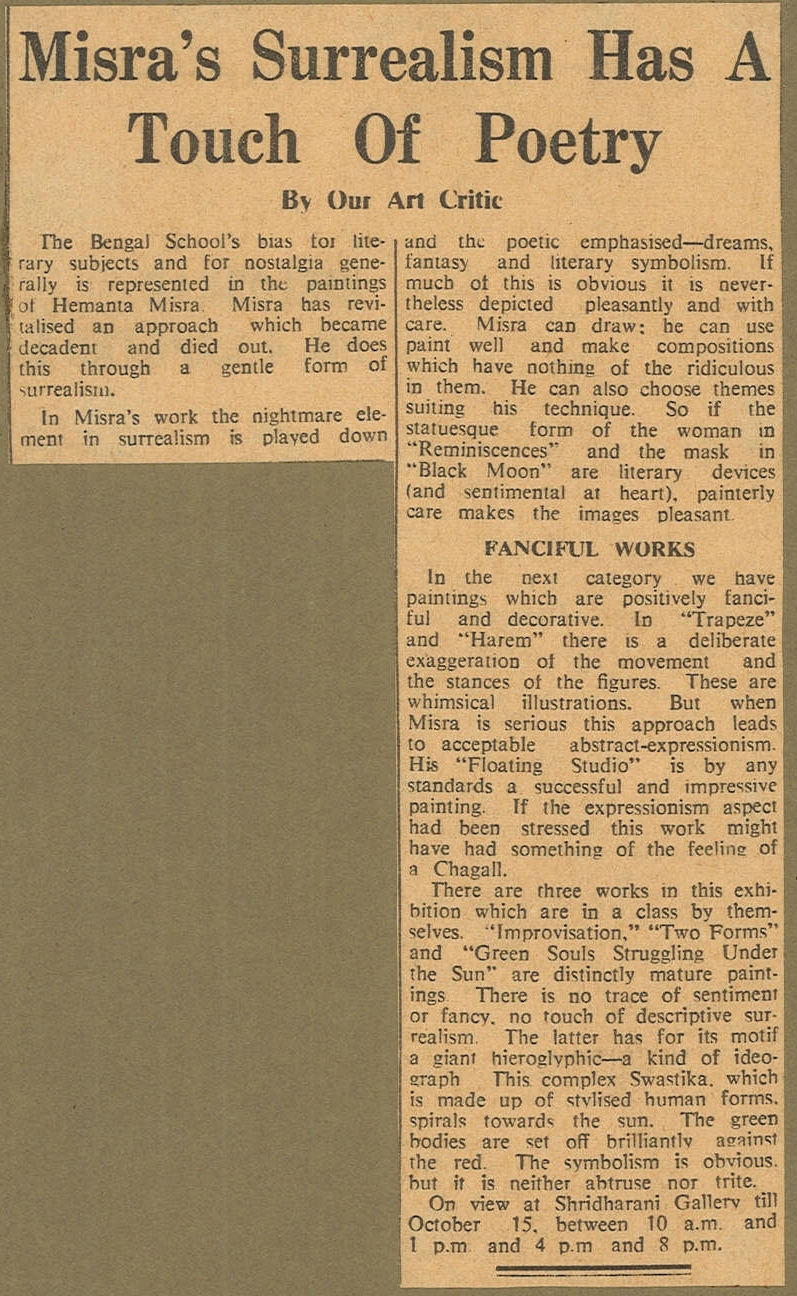 Misra's Surrealism Has A
Touch Of Poetry
By Our Art Critic
The Bengal School's bias for lite-
rary subjects and for nostalgia gene-
rally is represented in the paintings
of Hemanta Misra. Misra has revi-
talised an approach which became
decadent and died out. He does
this through a gentle form of
surrealism.
In Misra's work the nightmare ele-
ment in surrealism is played down
and the poetic emphasised—dreams,
fantasy and literary symbolism. If
much of this is obvious it is never-
theless depicted pleasantly and with
care. Misra can draw; he can use
paint well and make compositions
which have nothing of the ridiculous
in them. He can also choose themes
suiting his technique. So if the
statuesque form of the woman in
"Reminiscences" and the mask in
"Black Moon" are literary devices
(and sentimental at heart), painterly
care makes the images pleasant.
FANCIFUL WORKS
In the next category we have
paintings which are positively fanci-
ful and decorative. In "Trapeze"
and "Harem" there is a deliberate
exaggeration of the movement and
the stances of the figures. These are
whimsical illustrations. But when
Misra is serious this approach leads
to acceptable abstract-expressionism.
His "Floating Studio" is by any
standards a successful and impressive
painting. If the expressionism aspect
had been stressed this work might
have had something of the feeling of
a Chagall.
There are three works in this exhi-
bition which are in a class by them-
selves. "Improvisation," "Two Forms"
and "Green Souls Struggling Under
the Sun" are distinctly mature paint-
ings. There is no trace of sentiment
or fancy, no touch of descriptive sur-
realism. The latter has for its motif
a giant hieroglyphic—a kind of ideo-
graph. This complex Swastika, which
is made up of stylised human forms,
spirals towards the sun. The green
bodies are set off brilliantly against
the red. The symbolism is obvious,
but it is neither abtruse nor trite.
On view at Shridharani Gallery till
October 15, between 10 a.m. and
1 p.m. and 4 p.m and 8 p.m.